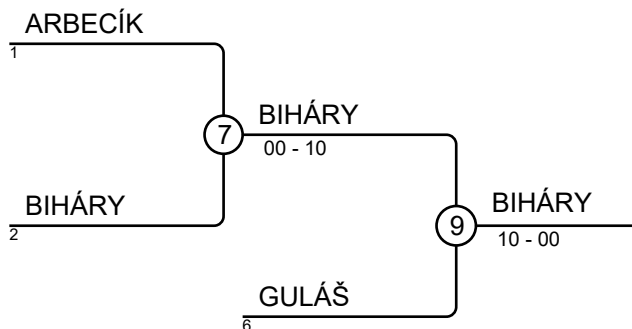 ARBECÍK
1
7
BIHÁRY
00 - 10
BIHÁRY
2
9
BIHÁRY
10 - 00
GULÁŠ
6